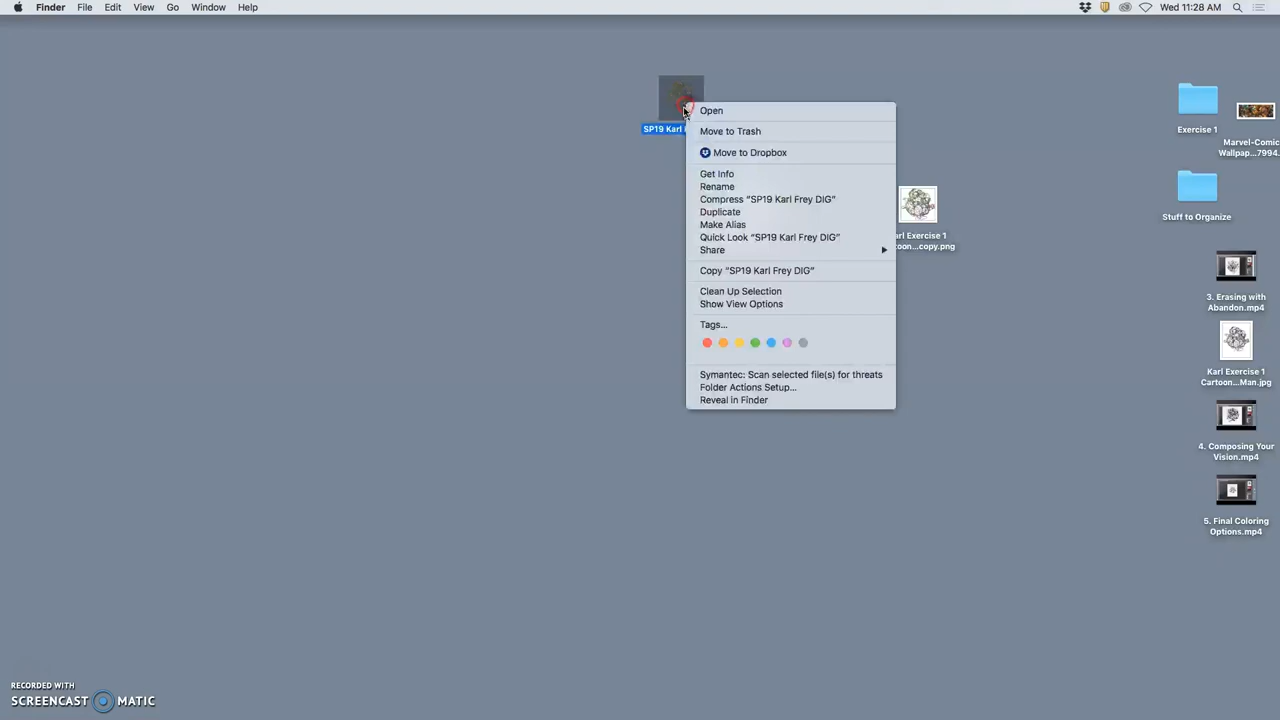 Finder File Edit View Go Window Help
Wed 11:28 AM
SP19 Karl
Open
Move to Trash
Move to Dropbox
Get Info
Rename
Compress “SP19 Karl Frey DIG”
Duplicate
Make Alias
Quick Look “SP19 Karl Frey DIG”
Share
Copy “SP19 Karl Frey DIG”
Clean Up Selection
Show View Options
Tags...
Symantec: Scan selected file(s) for threats
Folder Actions Setup...
Reveal in Finder
arl Exercise 1
toon...copy.png
Exercise 1
Marvel-Comic
Wallpap...7994.
Stuff to Organize
3. Erasing with
Abandon.mp4
Karl Exercise 1
Cartoon...Man.jpg
4. Composing Your
Vision.mp4
5. Final Coloring
Options.mp4
RECORDED WITH
SCREENCAST MATIC